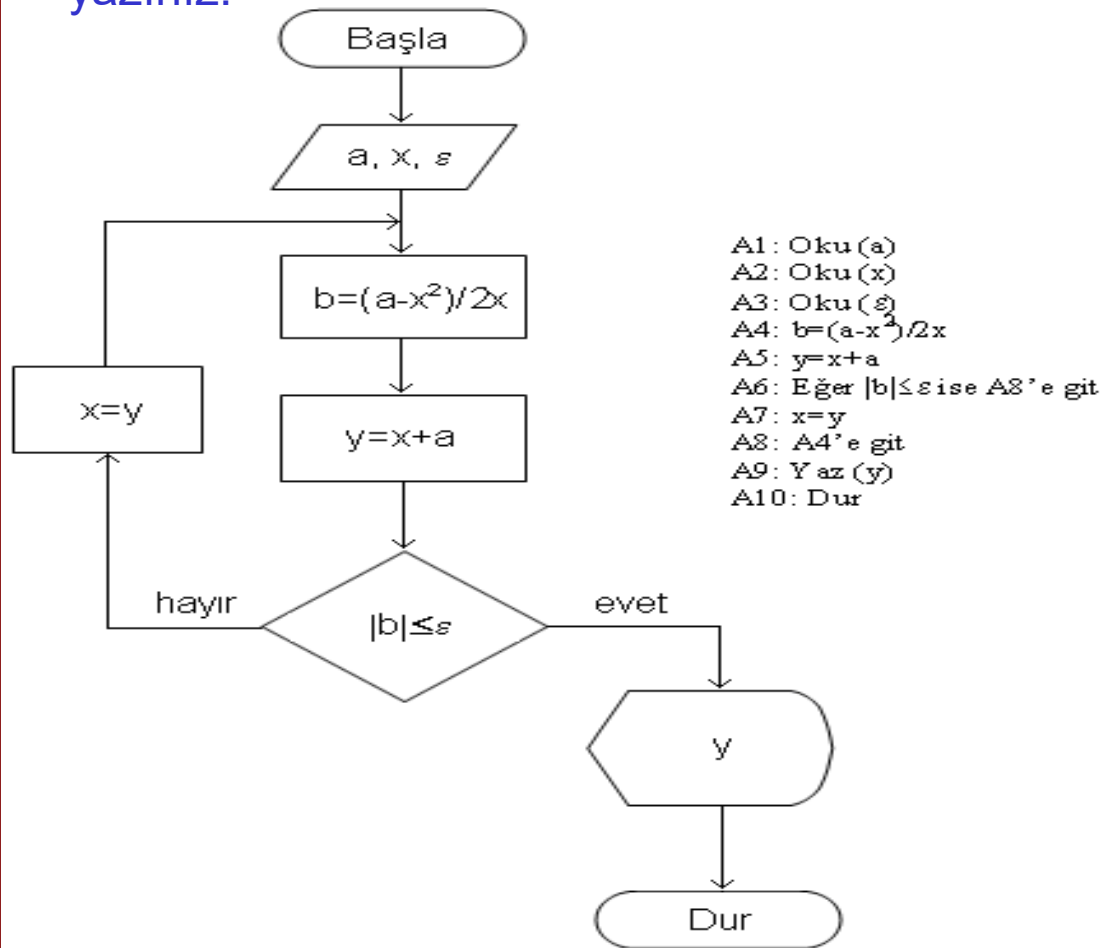 yazınız.
Başla
a, x, ε
b=(a-x²)/2x
x=y
y=x+a
hayır
|b|≤ε
evet
y
Dur
A1: Oku(a)
A2: Oku(x)
A3: Oku(ε)
A4: b=(a-x²)/2x
A5: y=x+a
A6: Eğer |b|≤ε ise A8'e git
A7: x=y
A8: A4'e git
A9: Yaz(y)
A10: Dur